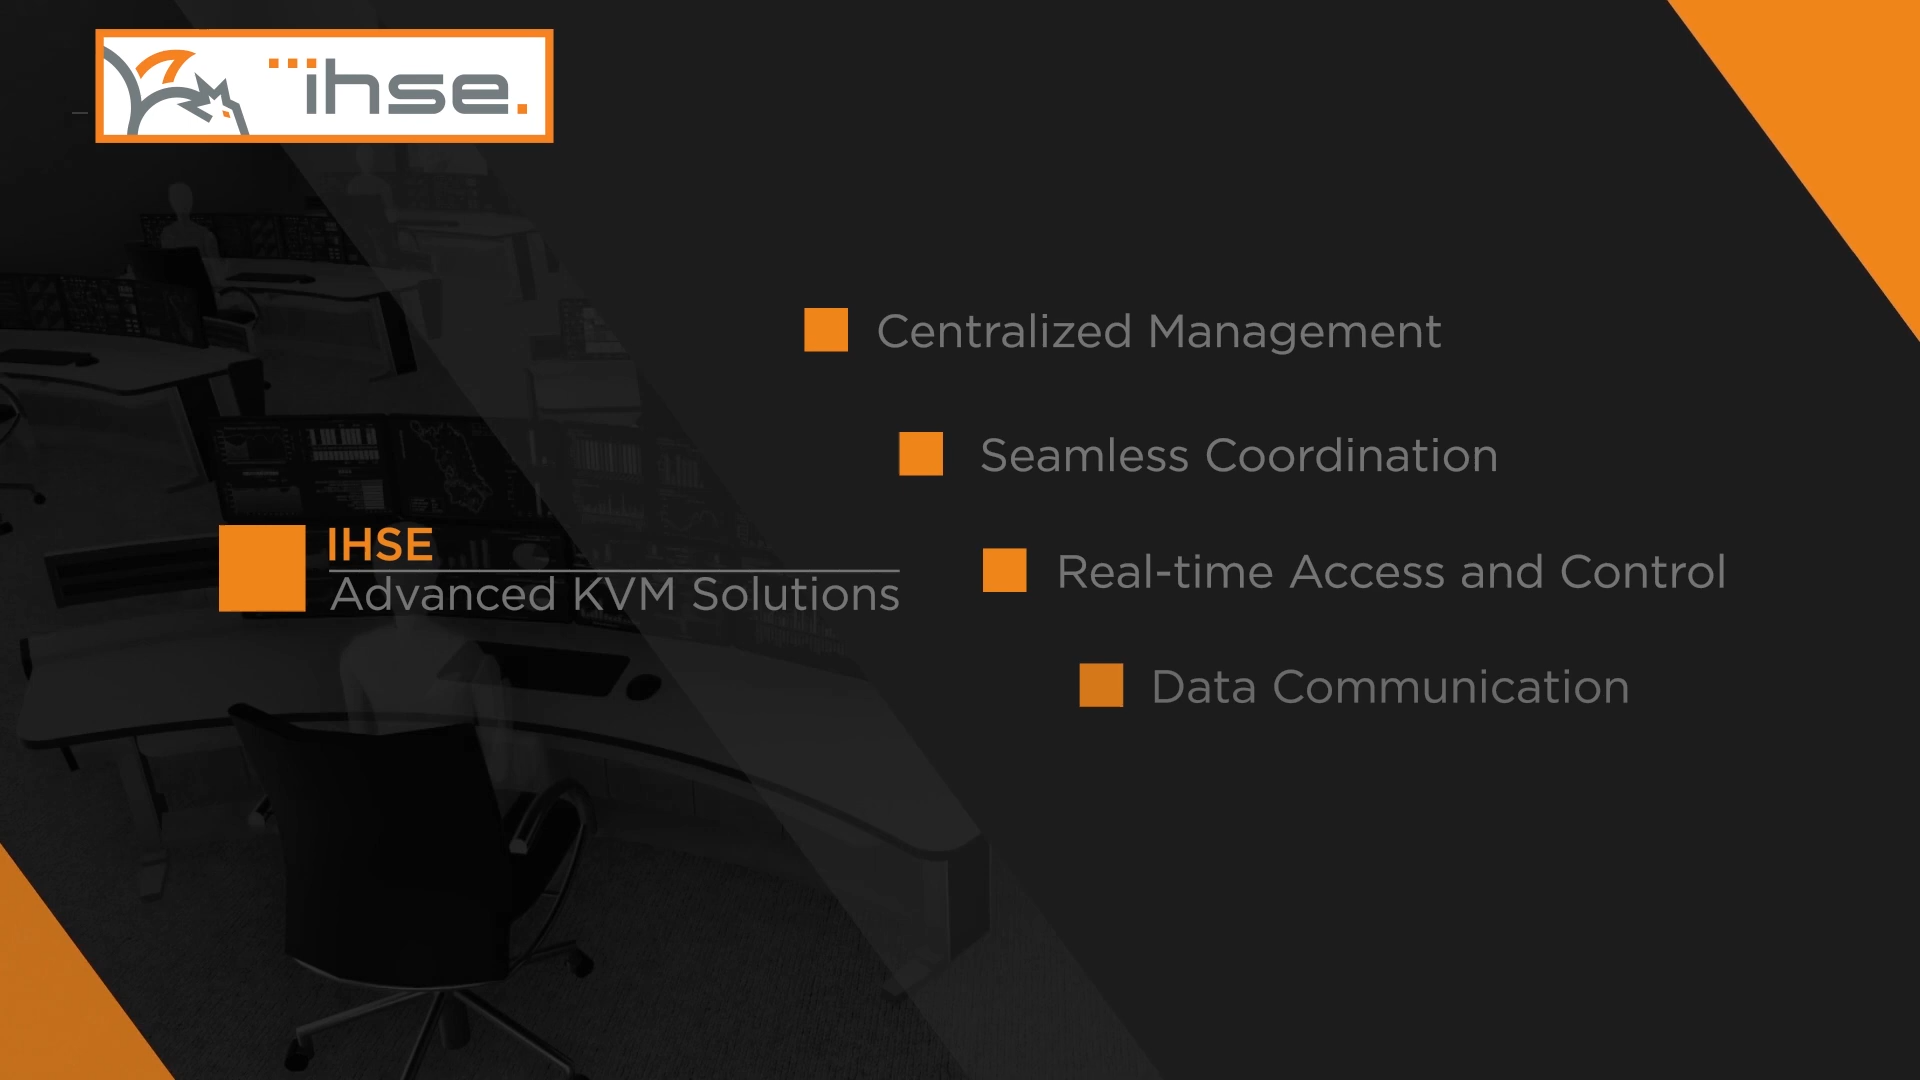 ihse.
Centralized Management
Seamless Coordination
IHSE
Advanced KVM Solutions
Real-time Access and Control
Data Communication